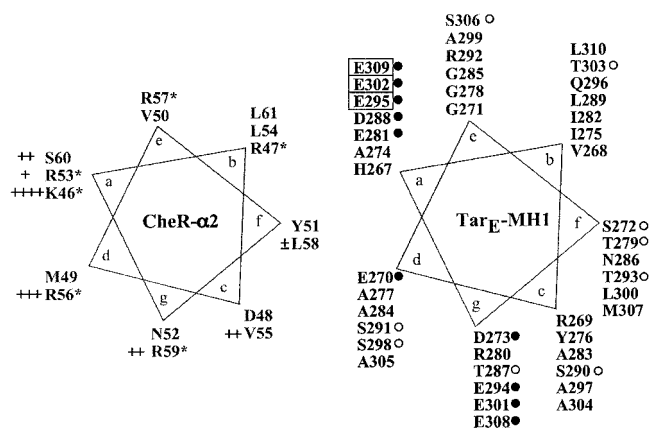 R57*
V50
L61
L54
R47*
++ S60
+ R53*
++++ K46*
e
b
a
f
d
g
c
CheR-α2
Y51
±L58
M49
+++ R56*
N52
++ R59*
D48
++ V55
S306 ○
A299
R292
G285
G278
G271
E309 ●
E302 ●
E295 ●
D288 ●
E281 ●
A274
H267
L310
T303 ○
Q296
L289
I282
I275
V268
e
b
a
f
d
g
c
TarE-MH1
S272 ○
T279 ○
N286
T293 ○
L300
M307
E270 ●
A277
A284
S291 ○
S298 ○
A305
D273 ●
R280
T287 ○
E294 ●
E301 ●
E308 ●
R269
Y276
A283
S290 ○
A297
A304